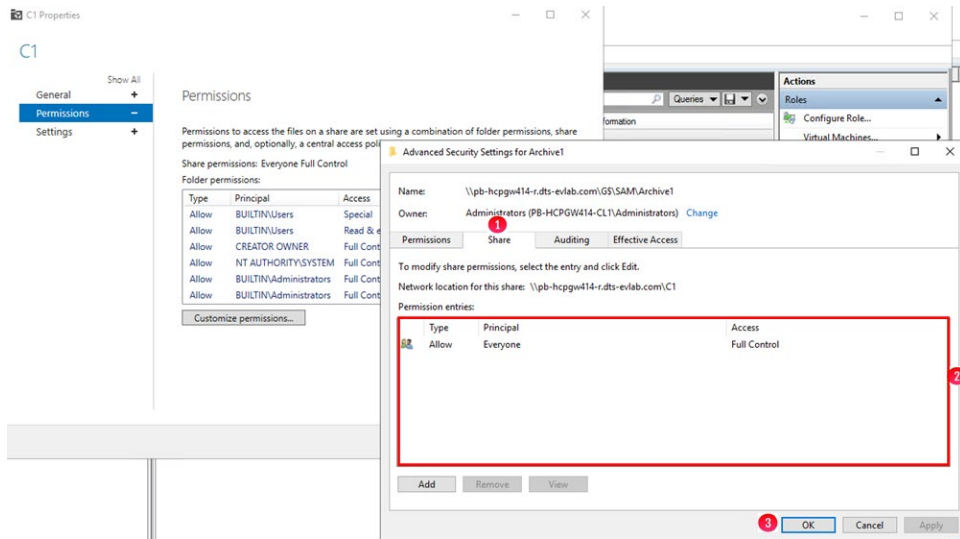 C1 Properties
C1
Show All
General +
Permissions –
Settings +
Permissions
Permissions to access the files on a share are set using a combination of folder permissions, share
permissions, and, optionally, a central access poli
Share permissions: Everyone Full Control
Folder permissions:
Type Principal Access
Allow BUILTIN\Users Special
Allow BUILTIN\Users Read & e
Allow CREATOR OWNER Full Cont
Allow NT AUTHORITY\SYSTEM Full Cont
Allow BUILTIN\Administrators Full Cont
Allow BUILTIN\Administrators Full Cont
Customize permissions...
Queries
formation
Actions
Roles
Configure Role...
Virtual Machines...
Advanced Security Settings for Archive1
Name: \\pb-hcpgw414-r.dts-evlab.com\G$\SAM\Archive1
Owner: Administrators (PB-HCPGW414-CL1\Administrators) Change
1
Permissions Share Auditing Effective Access
To modify share permissions, select the entry and click Edit.
Network location for this share: \\pb-hcpgw414-r.dts-evlab.com\C1
Permission entries:
Type Principal Access
Allow Everyone Full Control
2
Add Remove View
3
OK Cancel Apply